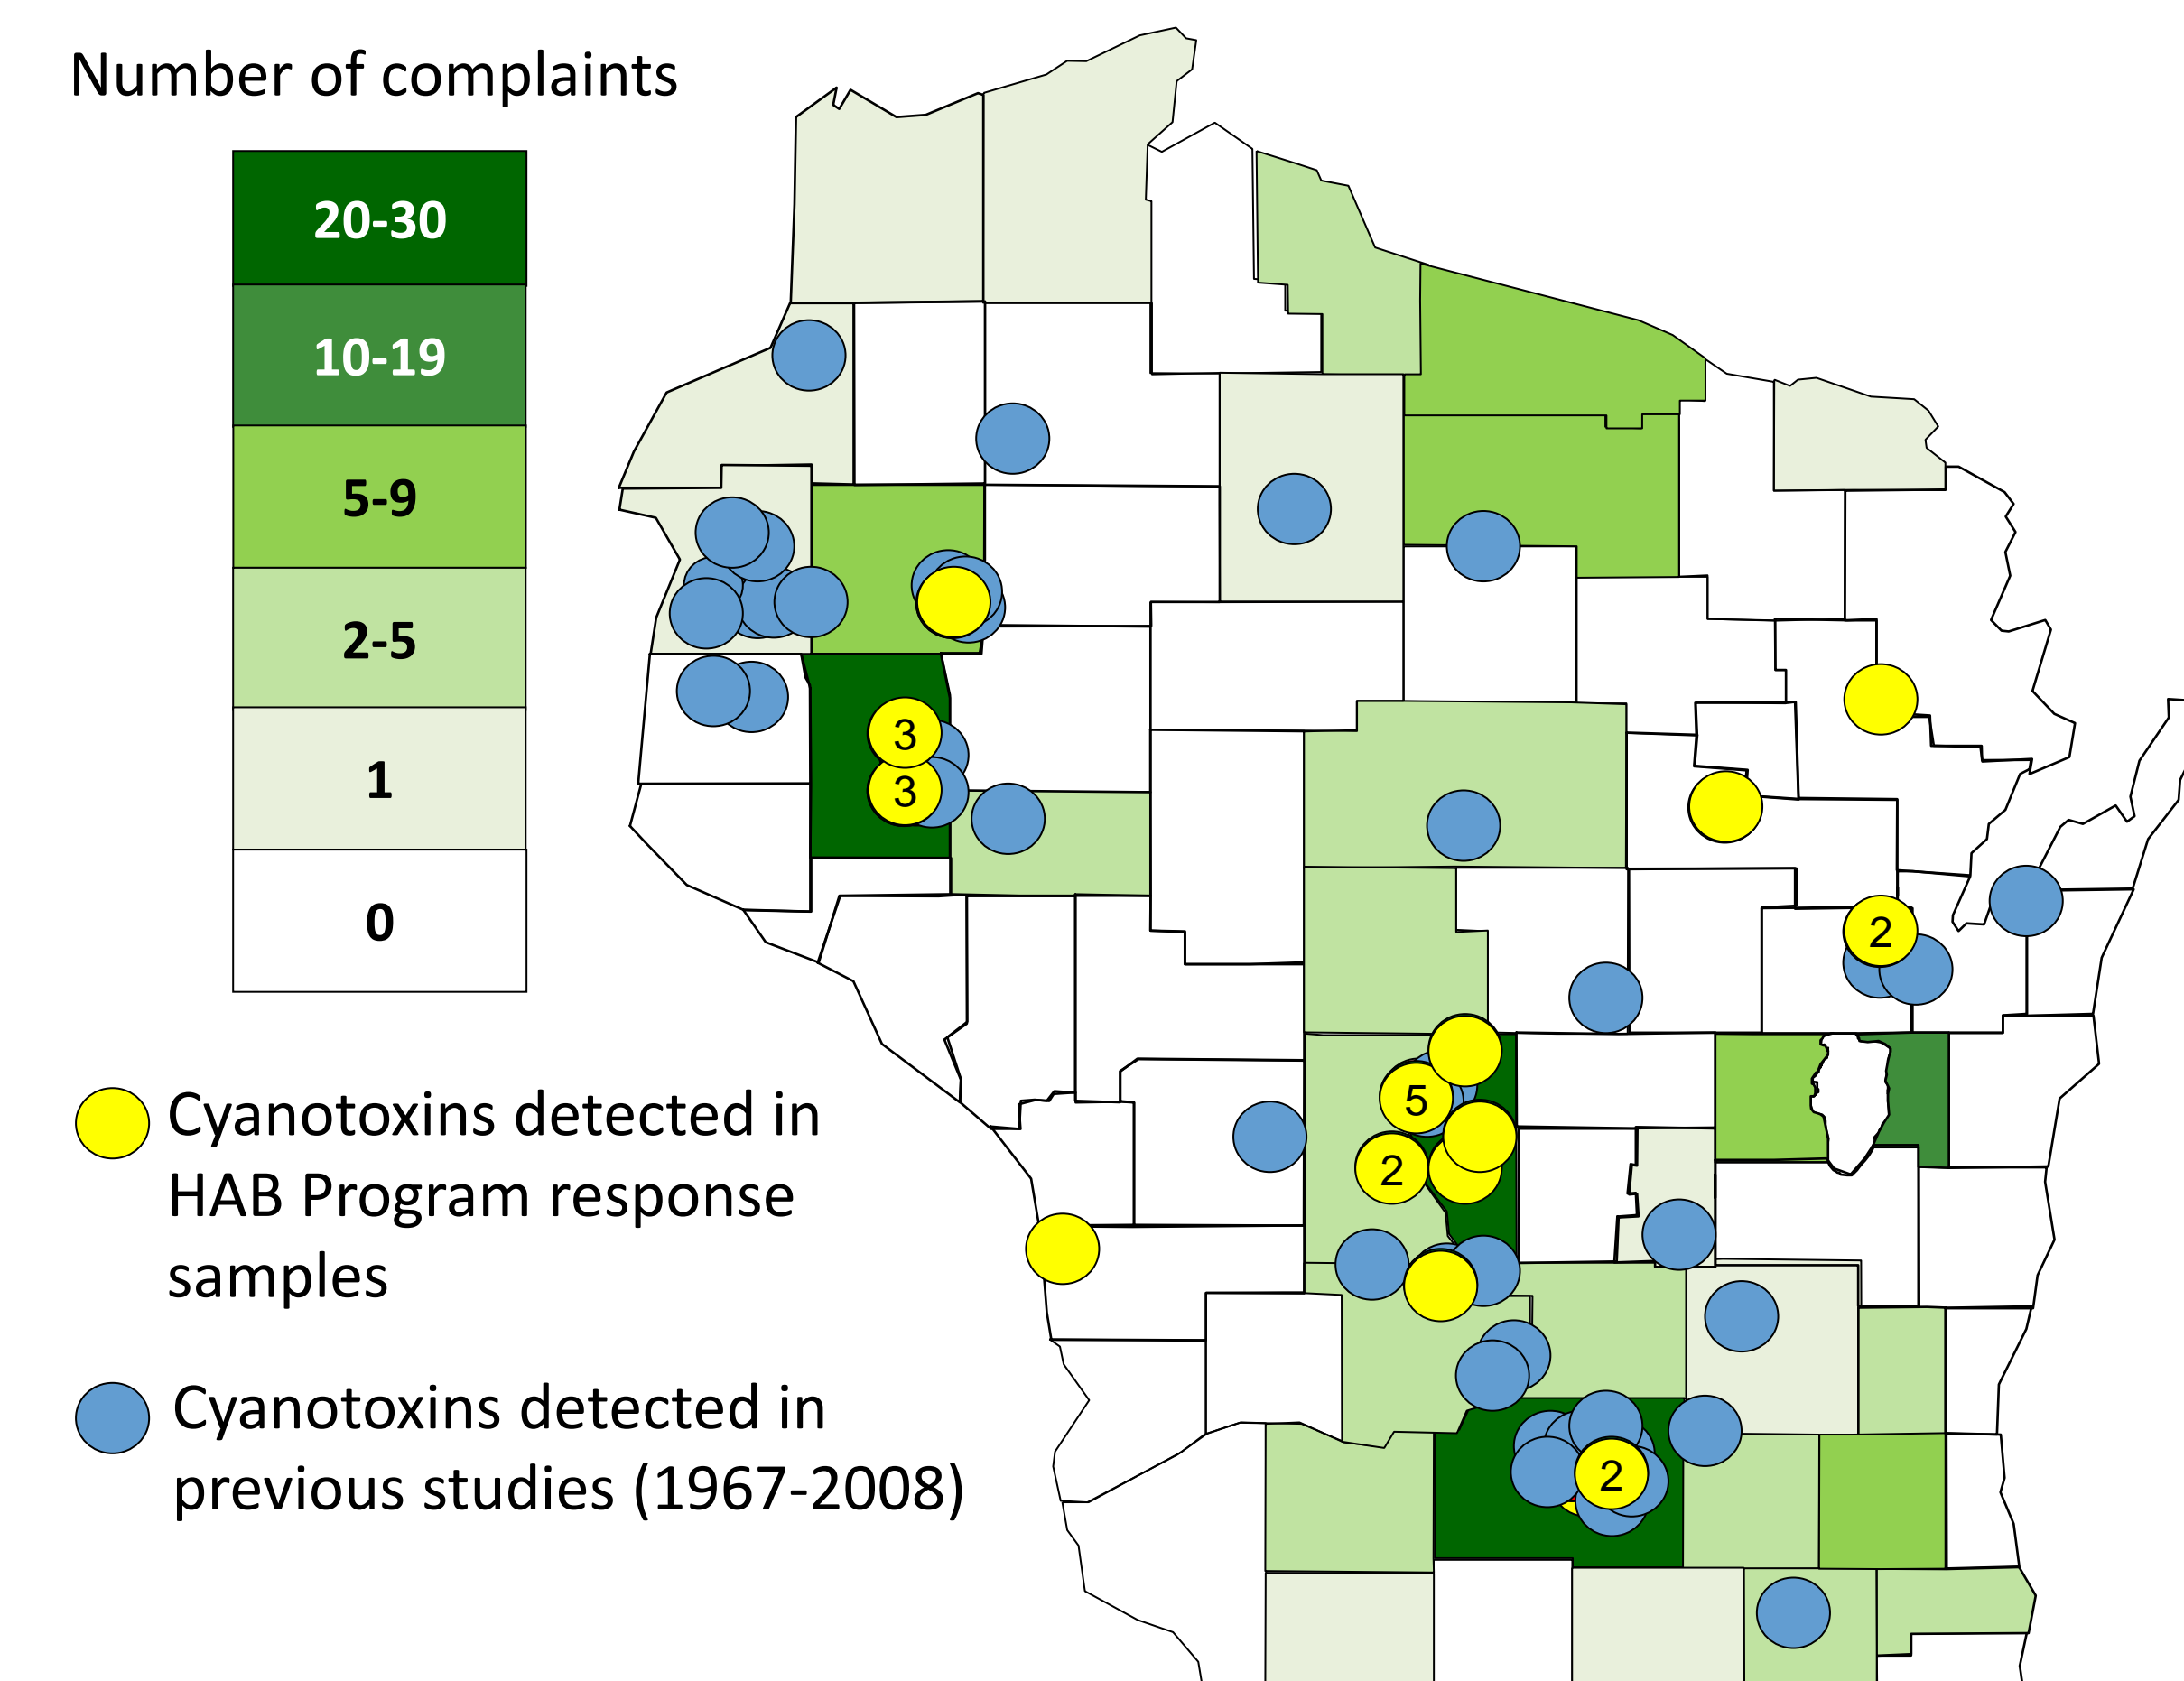 Number of complaints
20-30
10-19
5-9
2-5
1
0
3
3
2
5
2
2
Cyanotoxins detected in
HAB Program response
samples
Cyanotoxins detected in
previous studies (1967-2008)